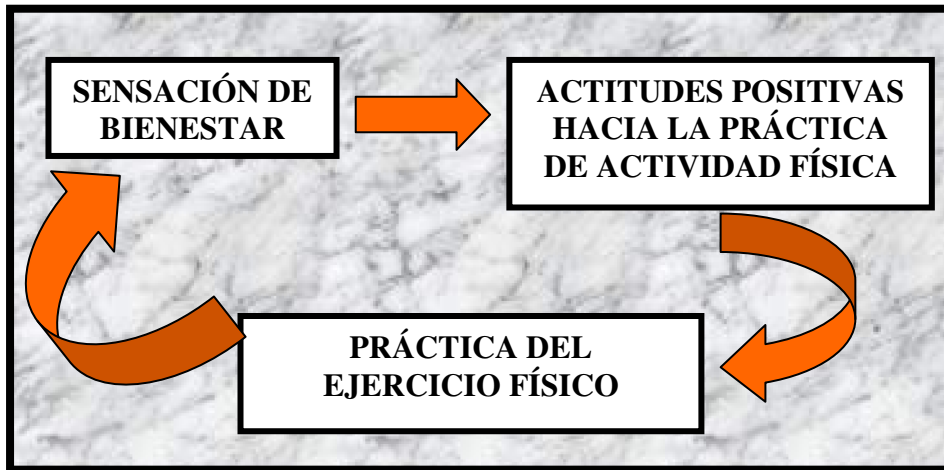 SENSACIÓN DE
BIENESTAR
ACTITUDES POSITIVAS
HACIA LA PRÁCTICA
DE ACTIVIDAD FÍSICA
PRÁCTICA DEL
EJERCICIO FÍSICO